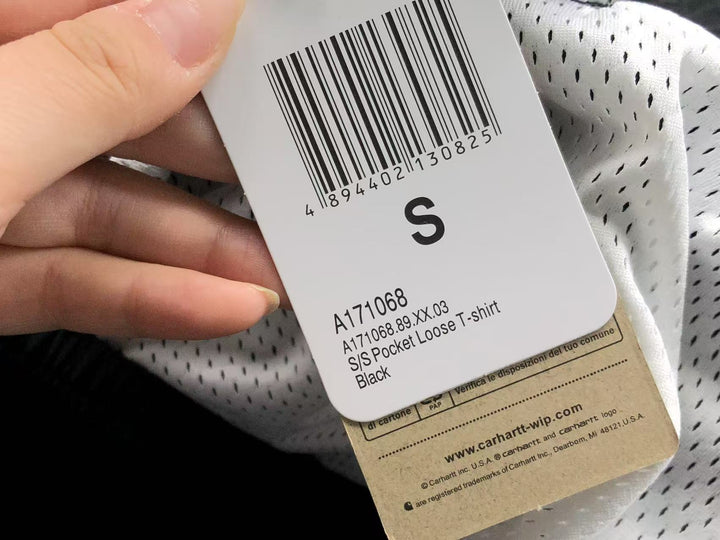 4 894402 130825
S
A171068
A171068.89.XX.03
S/S Pocket Loose T-shirt
Black
di cartone PAP Verifica le disposizioni del tuo comune
www.carhartt-wip.com
© Carhartt Inc. U.S.A. ® carhartt and carhartt logo
are registered trademarks of Carhartt Inc., Dearborn, MI 48121, U.S.A.